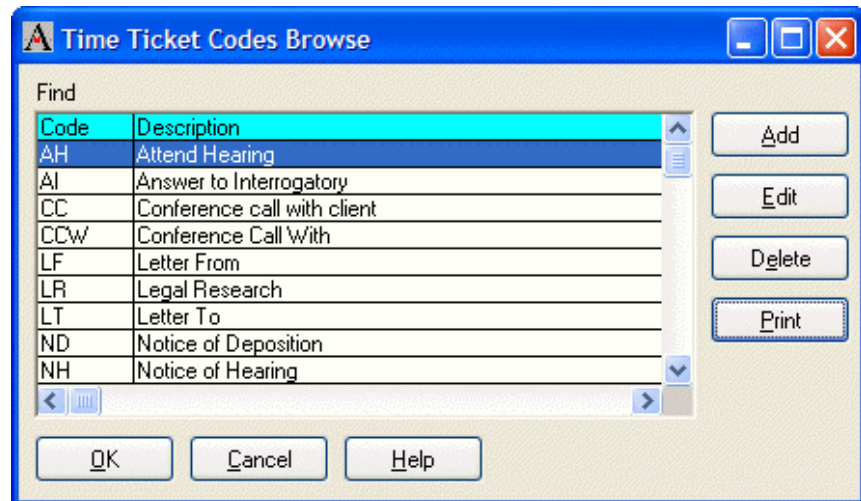 Time Ticket Codes Browse
Find
Code Description
AH Attend Hearing
AI Answer to Interrogatory
CC Conference call with client
CCW Conference Call With
LF Letter From
LR Legal Research
LT Letter To
ND Notice of Deposition
NH Notice of Hearing
Add
Edit
Delete
Print
OK Cancel Help